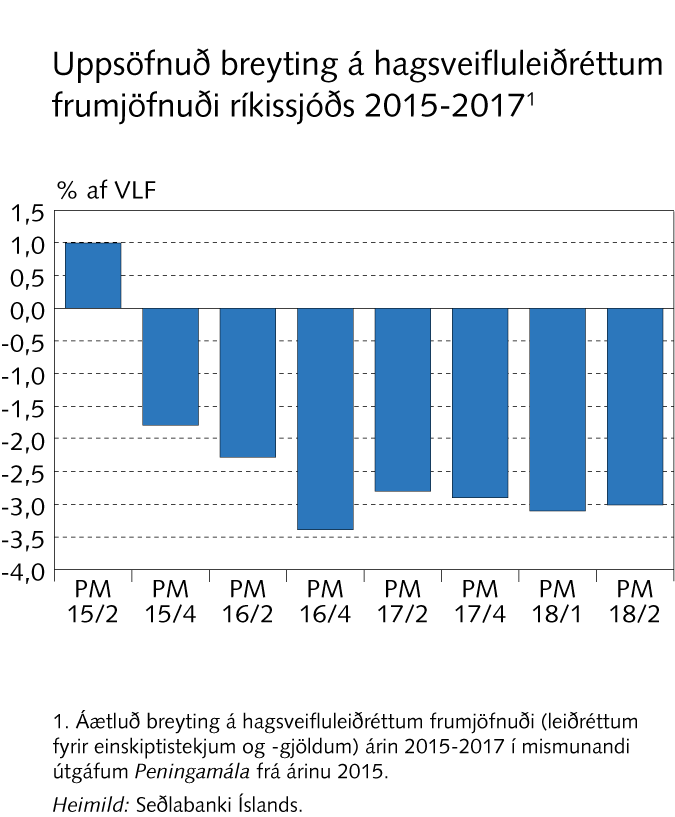 Uppsöfnuð breyting á hagsveifluleiðréttum
frumjöfnuði ríkissjóðs 2015-2017¹
% af VLF
1,5
1,0
0,5
0,0
-0,5
-1,0
-1,5
-2,0
-2,5
-3,0
-3,5
-4,0
PM PM PM PM PM PM PM PM
15/2 15/4 16/2 16/4 17/2 17/4 18/1 18/2
1. Áætluð breyting á hagsveifluleiðréttum frumjöfnuði (leiðréttum
fyrir einskiptistekjum og -gjöldum) árin 2015-2017 í mismunandi
útgáfum Peningamála frá árinu 2015.
Heimild: Seðlabanki Íslands.